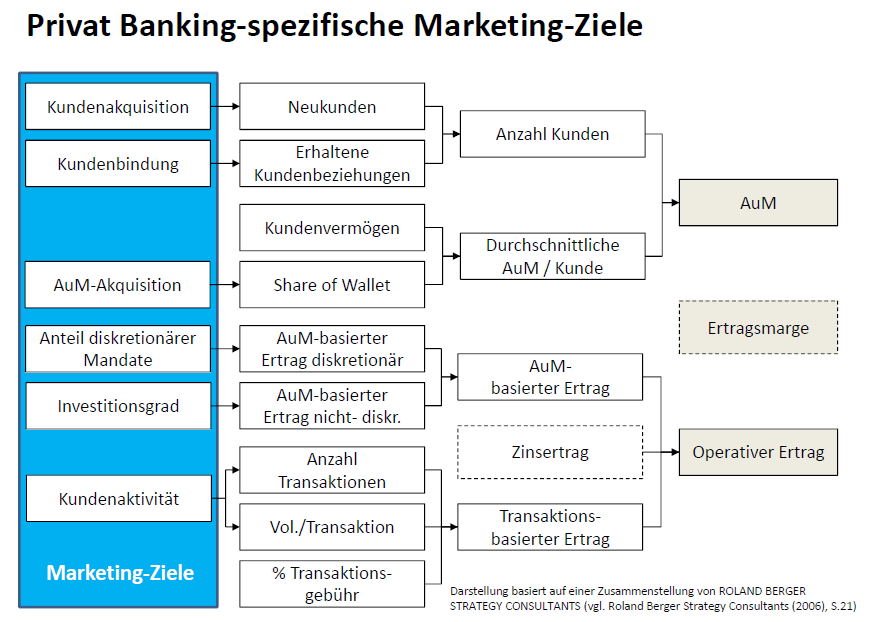 Privat Banking-spezifische Marketing-Ziele
Kundenakquisition
Kundenbindung
AuM-Akquisition
Anteil diskretionärer
Mandate
Investitionsgrad
Kundenaktivität
Marketing-Ziele
Neukunden
Erhaltene
Kundenbeziehungen
Kundenvermögen
Share of Wallet
AuM-basierter
Ertrag diskretionär
AuM-basierter
Ertrag nicht- diskr.
Anzahl
Transaktionen
Vol./Transaktion
% Transaktions-
gebühr
Anzahl Kunden
Durchschnittliche
AuM / Kunde
AuM-
basierter Ertrag
Zinsertrag
Transaktions-
basierter Ertrag
AuM
Ertragsmarge
Operativer Ertrag
Darstellung basiert auf einer Zusammenstellung von ROLAND BERGER
STRATEGY CONSULTANTS (vgl. Roland Berger Strategy Consultants (2006), S.21)